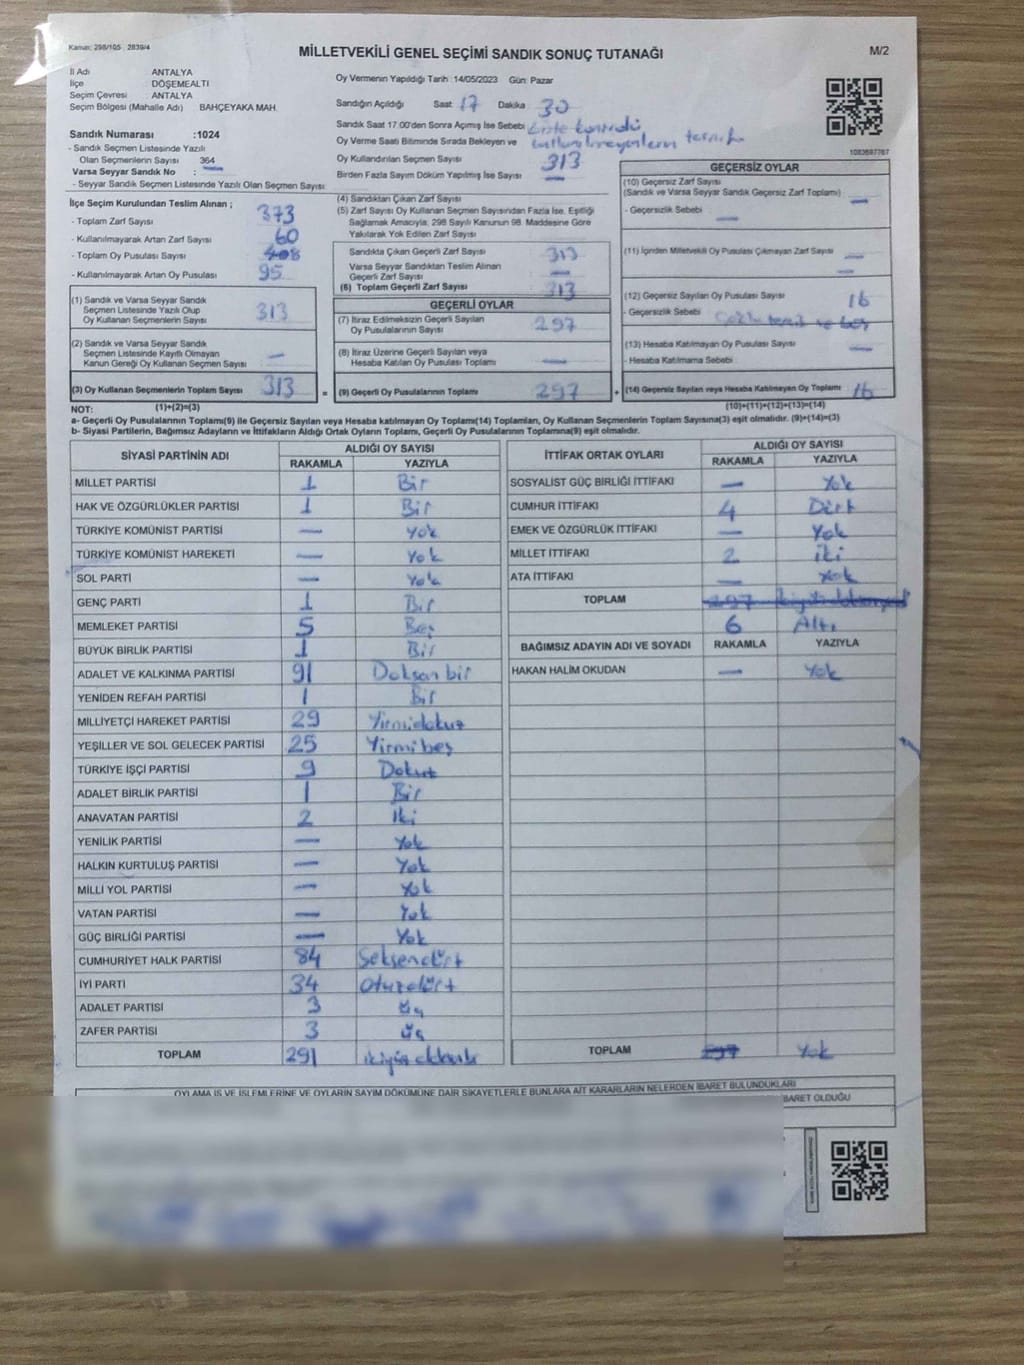 Kanun: 298/105 2839/4
MİLLETVEKİLİ GENEL SEÇİMİ SANDIK SONUÇ TUTANAĞI
M/2
İl Adı ANTALYA
İlçe DÖŞEMEALTI
Seçim Çevresi ANTALYA
Seçim Bölgesi (Mahalle Adı) BAHÇEYAKA MAH.
Sandık Numarası :1024
- Sandık Seçmen Listesinde Yazılı
Olan Seçmenlerin Sayısı 364
Varsa Seyyar Sandık No : —
- Seyyar Sandık Seçmen Listesinde Yazılı Olan Seçmen Sayısı
Oy Vermenin Yapıldığı Tarih :14/05/2023 Gün: Pazar
Sandığın Açıldığı Saat 17 Dakika 30
Sandık Saat 17.00'den Sonra Açımış İse Sebebi Liste kontrolü
Oy Verme Saati Bitiminde Sırada Bekleyen ve
Oy Kullandırılan Seçmen Sayısı 313
Birden Fazla Sayım Döküm Yapılmış İse Sayısı —
1083697767
İlçe Seçim Kurulundan Teslim Alınan ;
- Toplam Zarf Sayısı 373
- Kullanılmayarak Artan Zarf Sayısı 60
- Toplam Oy Pusulası Sayısı 408
- Kullanılmayarak Artan Oy Pusulası 95
(1) Sandık ve Varsa Seyyar Sandık
Seçmen Listesinde Yazılı Olup
Oy Kullanan Seçmenlerin Sayısı 313
(2) Sandık ve Varsa Seyyar Sandık
Seçmen Listesinde Kayıtlı Olmayan
Kanun Gereği Oy Kullanan Seçmen Sayısı —
(3) Oy Kullanan Seçmenlerin Toplam Sayısı 313
(4) Sandıktan Çıkan Zarf Sayısı
(5) Zarf Sayısı Oy Kullanan Seçmen Sayısından Fazla İse, Eşitliği
Sağlamak Amacıyla, 298 Sayılı Kanunun 98. Maddesine Göre
Yakılarak Yok Edilen Zarf Sayısı
Sandıkta Çıkan Geçerli Zarf Sayısı 313
Varsa Seyyar Sandıktan Teslim Alınan
Geçerli Zarf Sayısı —
(6) Toplam Geçerli Zarf Sayısı 313
GEÇERLİ OYLAR
(7) İtiraz Edilmeksizin Geçerli Sayılan
Oy Pusulalarının Sayısı 297
(8) İtiraz Üzerine Geçerli Sayılan veya
Hesaba Katılan Oy Pusulası Toplamı —
= (9) Geçerli Oy Pusulalarının Toplamı 297
GEÇERSİZ OYLAR
(10) Geçersiz Zarf Sayısı
(Sandık ve Varsa Seyyar Sandık Geçersiz Zarf Toplamı) —
- Geçersizlik Sebebi : —
(11) İçinden Milletvekili Oy Pusulası Çıkmayan Zarf Sayısı —
(12) Geçersiz Sayılan Oy Pusulası Sayısı 16
- Geçersizlik Sebebi
(13) Hesaba Katılmayan Oy Pusulası Sayısı —
- Hesaba Katılmama Sebebi :
+ (14) Geçersiz Sayılan veya Hesaba Katılmayan Oy Toplamı 16
NOT: (1)+(2)=(3) (10)+(11)+(12)+(13)=(14)
a- Geçerli Oy Pusulalarının Toplamı(9) ile Geçersiz Sayılan veya Hesaba katılmayan Oy Toplamı(14) Toplamları, Oy Kullanan Seçmenlerin Toplam Sayısına(3) eşit olmalıdır. (9)+(14)=(3)
b- Siyasi Partilerin, Bağımsız Adayların ve İttifakların Aldığı Ortak Oyların Toplamı, Geçerli Oy Pusulalarının Toplamına(9) eşit olmalıdır.
SİYASİ PARTİNİN ADI ALDIĞI OY SAYISI
RAKAMLA YAZIYLA
MİLLET PARTİSİ 1 Bir
HAK VE ÖZGÜRLÜKLER PARTİSİ 1 Bir
TÜRKİYE KOMÜNİST PARTİSİ — Yok
TÜRKİYE KOMÜNİST HAREKETİ — Yok
SOL PARTİ — Yok
GENÇ PARTİ 1 Bir
MEMLEKET PARTİSİ 5 Beş
BÜYÜK BİRLİK PARTİSİ 1 Bir
ADALET VE KALKINMA PARTİSİ 91 Doksan bir
YENİDEN REFAH PARTİSİ 1 Bir
MİLLİYETÇİ HAREKET PARTİSİ 29 Yirmidokuz
YEŞİLLER VE SOL GELECEK PARTİSİ 25 Yirmibeş
TÜRKİYE İŞÇİ PARTİSİ 9 Dokuz
ADALET BİRLİK PARTİSİ 1 Bir
ANAVATAN PARTİSİ 2 İki
YENİLİK PARTİSİ — Yok
HALKIN KURTULUŞ PARTİSİ — Yok
MİLLİ YOL PARTİSİ — Yok
VATAN PARTİSİ — Yok
GÜÇ BİRLİĞİ PARTİSİ — Yok
CUMHURİYET HALK PARTİSİ 84 Seksendört
İYİ PARTİ 34 Otuzdört
ADALET PARTİSİ 3 üç
ZAFER PARTİSİ 3 üç
TOPLAM 291
İTTİFAK ORTAK OYLARI ALDIĞI OY SAYISI
RAKAMLA YAZIYLA
SOSYALİST GÜÇ BİRLİĞİ İTTİFAKI — Yok
CUMHUR İTTİFAKI 4 Dört
EMEK VE ÖZGÜRLÜK İTTİFAKI — Yok
MİLLET İTTİFAKI 2 iki
ATA İTTİFAKI — Yok
TOPLAM 297
6 Altı
BAĞIMSIZ ADAYIN ADI VE SOYADI RAKAMLA YAZIYLA
HAKAN HALİM OKUDAN — Yok
TOPLAM 297 Yok
OYLAMA İŞ VE İŞLEMLERİNE VE OYLARIN SAYIM DÖKÜMÜNE DAİR ŞİKAYETLERLE BUNLARA AİT KARARLARIN NELERDEN İBARET BULUNDUKLARI
İBARET OLDUĞU